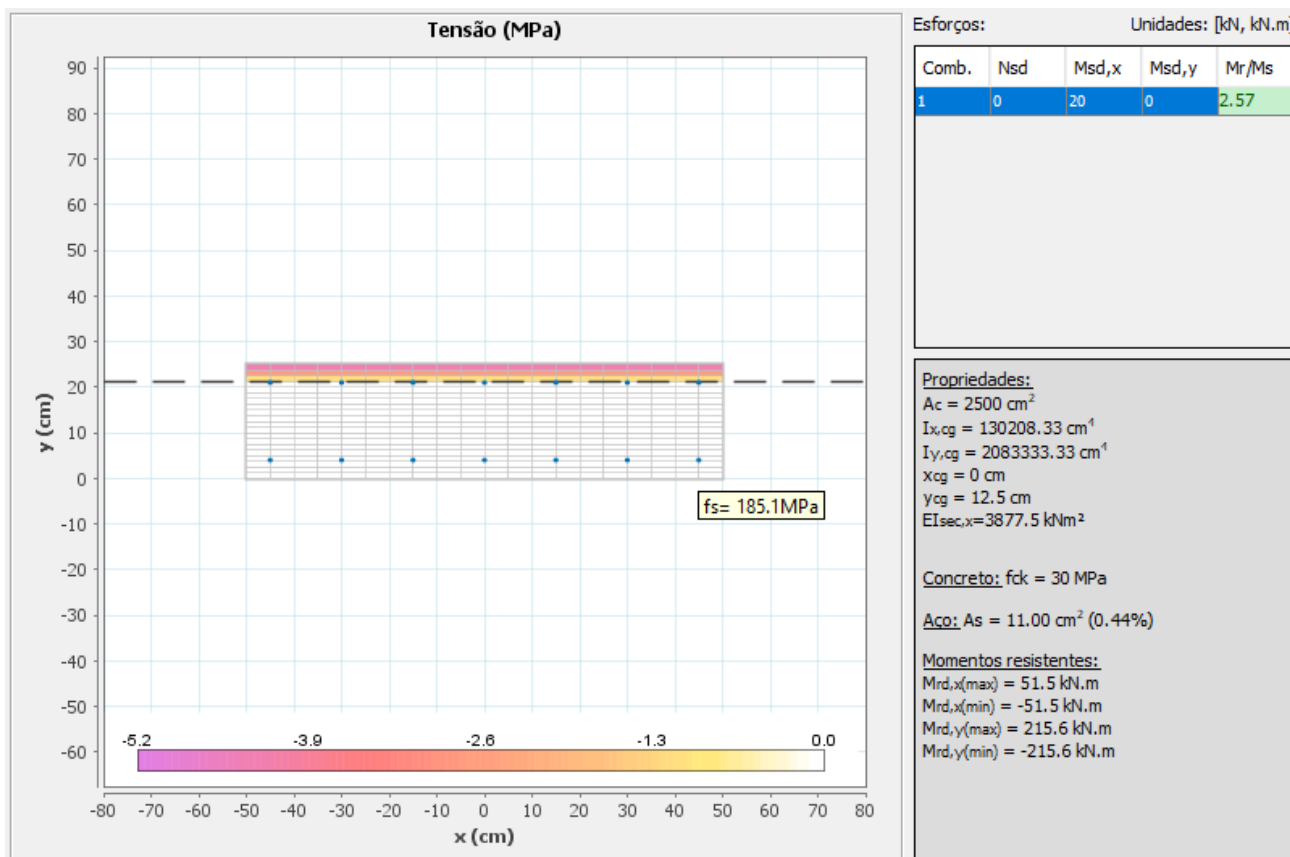 Tensão (MPa)
90
80
70
60
50
40
30
20
10
0
-10
-20
-30
-40
-50
-60
y (cm)
fs= 185.1MPa
-5.2 -3.9 -2.6 -1.3 0.0
-80 -70 -60 -50 -40 -30 -20 -10 0 10 20 30 40 50 60 70 80
x (cm)
Esforços: Unidades: [kN, kN.m]
Comb. Nsd Msd,x Msd,y Mr/Ms
1 0 20 0 2.57
Propriedades:
Ac = 2500 cm²
Ix,cg = 130208.33 cm⁴
Iy,cg = 2083333.33 cm⁴
xcg = 0 cm
ycg = 12.5 cm
EIsec,x=3877.5 kNm²
Concreto: fck = 30 MPa
Aço: As = 11.00 cm² (0.44%)
Momentos resistentes:
Mrd,x(max) = 51.5 kN.m
Mrd,x(min) = -51.5 kN.m
Mrd,y(max) = 215.6 kN.m
Mrd,y(min) = -215.6 kN.m